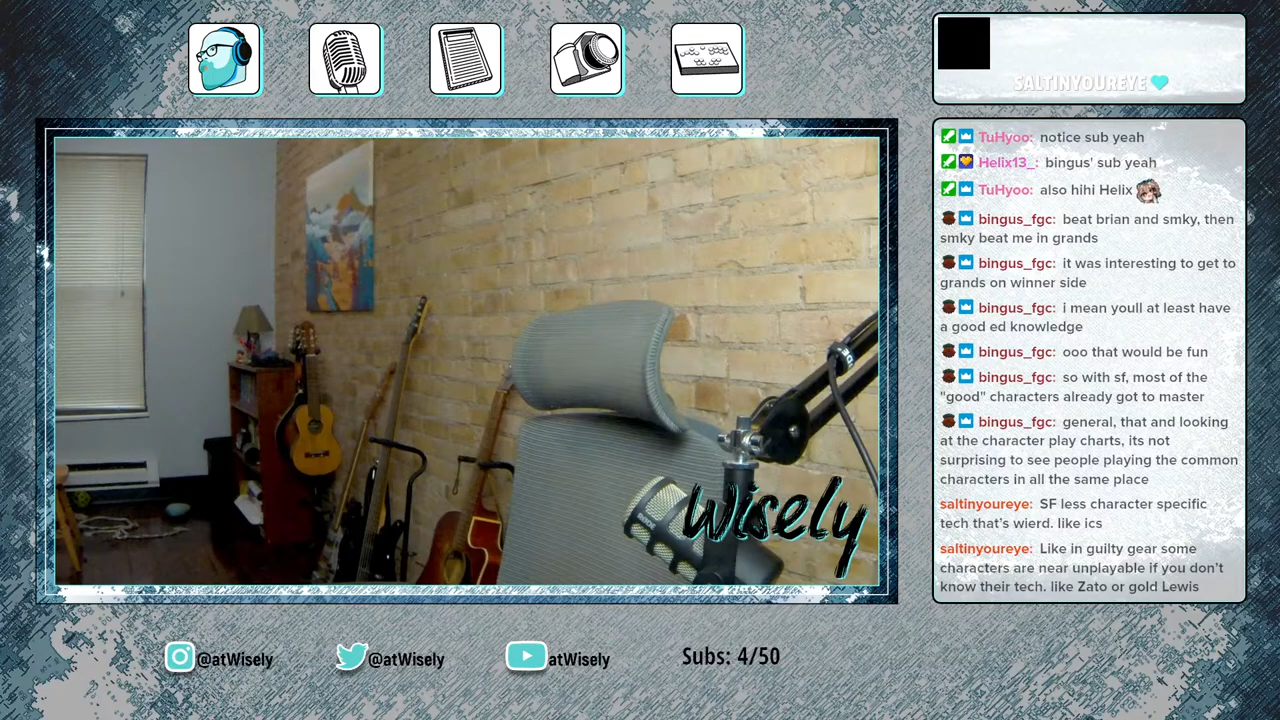 SALTINYOUREYE
TuHyoo: notice sub yeah
Helix13_: bingus' sub yeah
TuHyoo: also hihi Helix
bingus_fgc: beat brian and smky, then
smky beat me in grands
bingus_fgc: it was interesting to get to
grands on winner side
bingus_fgc: i mean youll at least have
a good ed knowledge
bingus_fgc: ooo that would be fun
bingus_fgc: so with sf, most of the
"good" characters already got to master
bingus_fgc: general, that and looking
at the character play charts, its not
surprising to see people playing the common
characters in all the same place
saltinyoureye: SF less character specific
tech that's wierd. like ics
saltinyoureye: Like in guilty gear some
characters are near unplayable if you don't
know their tech. like Zato or gold Lewis
Wisely
@atWisely
@atWisely
atWisely
Subs: 4/50